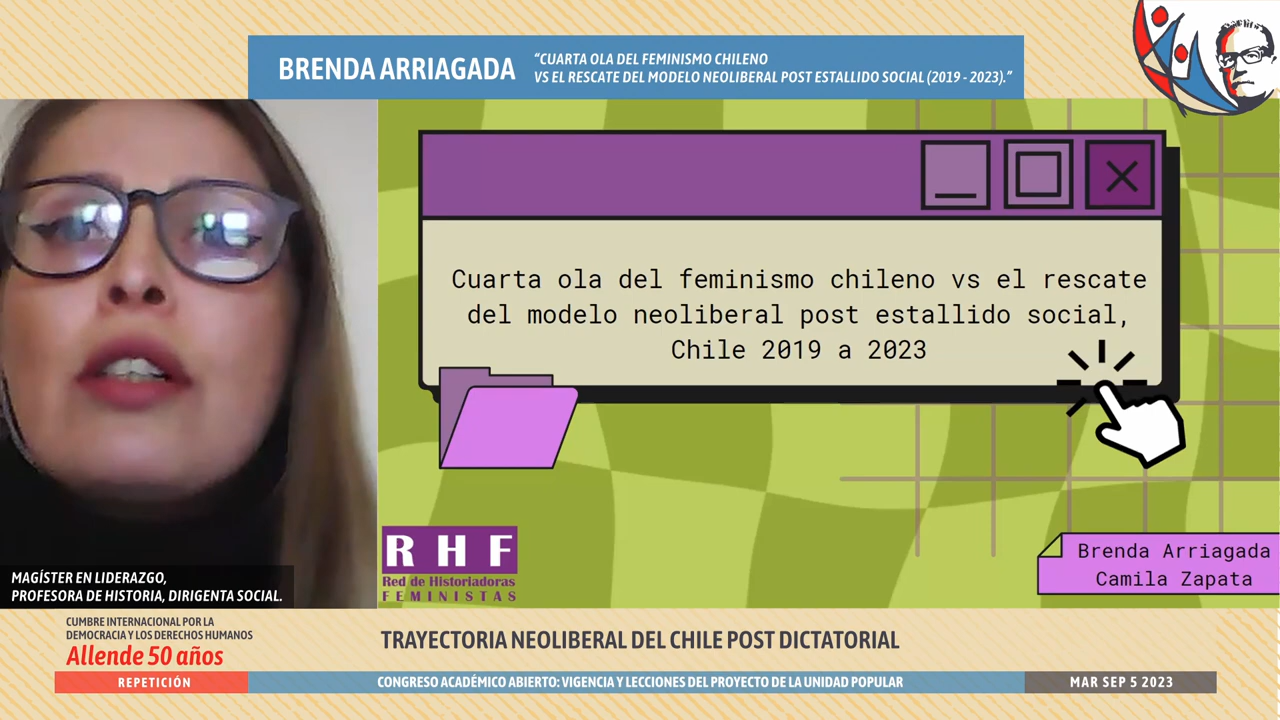 BRENDA ARRIAGADA
“CUARTA OLA DEL FEMINISMO CHILENO
VS EL RESCATE DEL MODELO NEOLIBERAL POST ESTALLIDO SOCIAL (2019 - 2023).”
Cuarta ola del feminismo chileno vs el rescate
del modelo neoliberal post estallido social,
Chile 2019 a 2023
RHF
Red de Historiadoras
FEMINISTAS
Brenda Arriagada
Camila Zapata
MAGÍSTER EN LIDERAZGO,
PROFESORA DE HISTORIA, DIRIGENTA SOCIAL.
CUMBRE INTERNACIONAL POR LA
DEMOCRACIA Y LOS DERECHOS HUMANOS
Allende 50 años
TRAYECTORIA NEOLIBERAL DEL CHILE POST DICTATORIAL
REPETICIÓN
CONGRESO ACADÉMICO ABIERTO: VIGENCIA Y LECCIONES DEL PROYECTO DE LA UNIDAD POPULAR
MAR SEP 5 2023